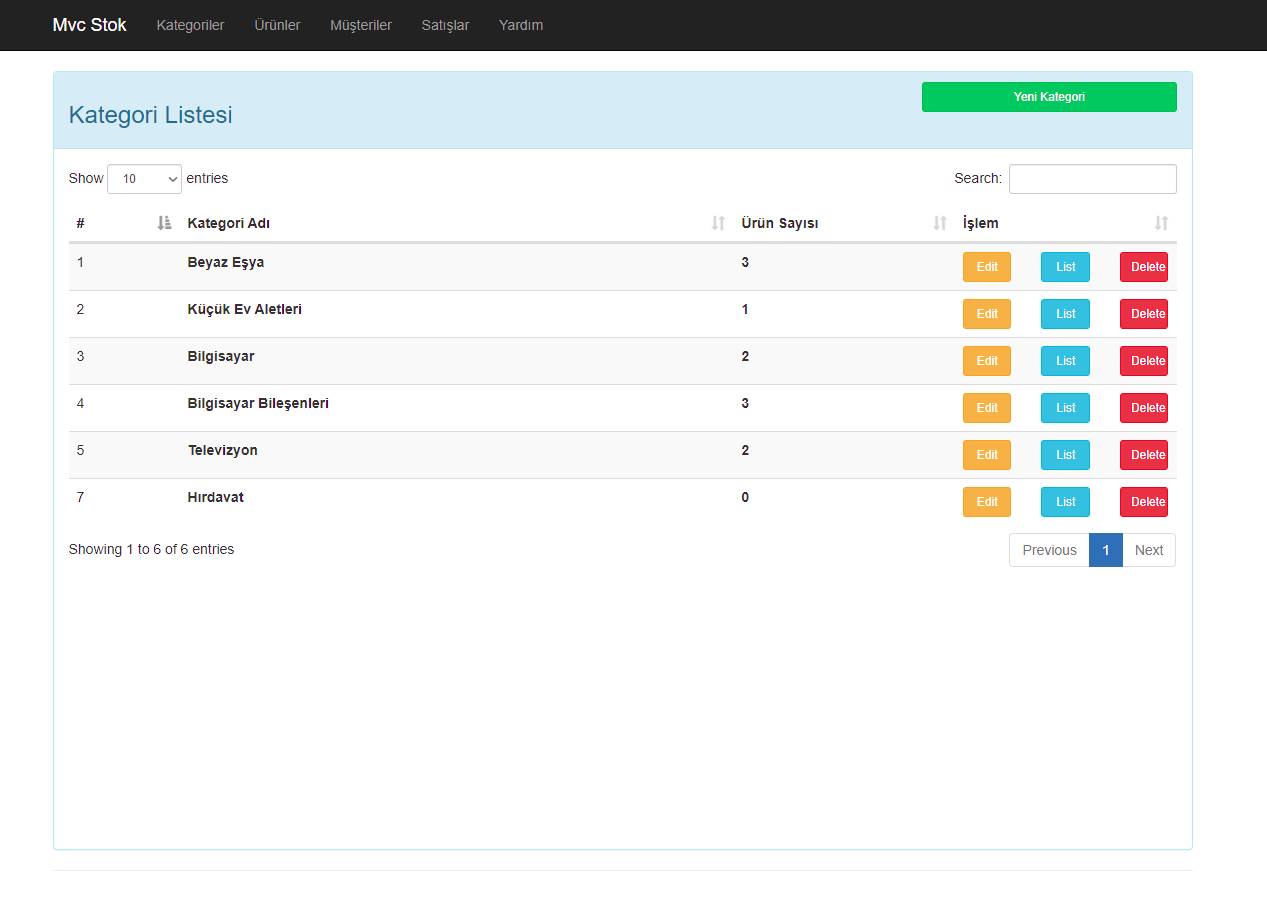 Mvc Stok Kategoriler Ürünler Müşteriler Satışlar Yardım
Kategori Listesi
Yeni Kategori
Show 10 entries Search:
# Kategori Adı Ürün Sayısı İşlem
1 Beyaz Eşya 3 Edit List Delete
2 Küçük Ev Aletleri 1 Edit List Delete
3 Bilgisayar 2 Edit List Delete
4 Bilgisayar Bileşenleri 3 Edit List Delete
5 Televizyon 2 Edit List Delete
7 Hırdavat 0 Edit List Delete
Showing 1 to 6 of 6 entries Previous 1 Next